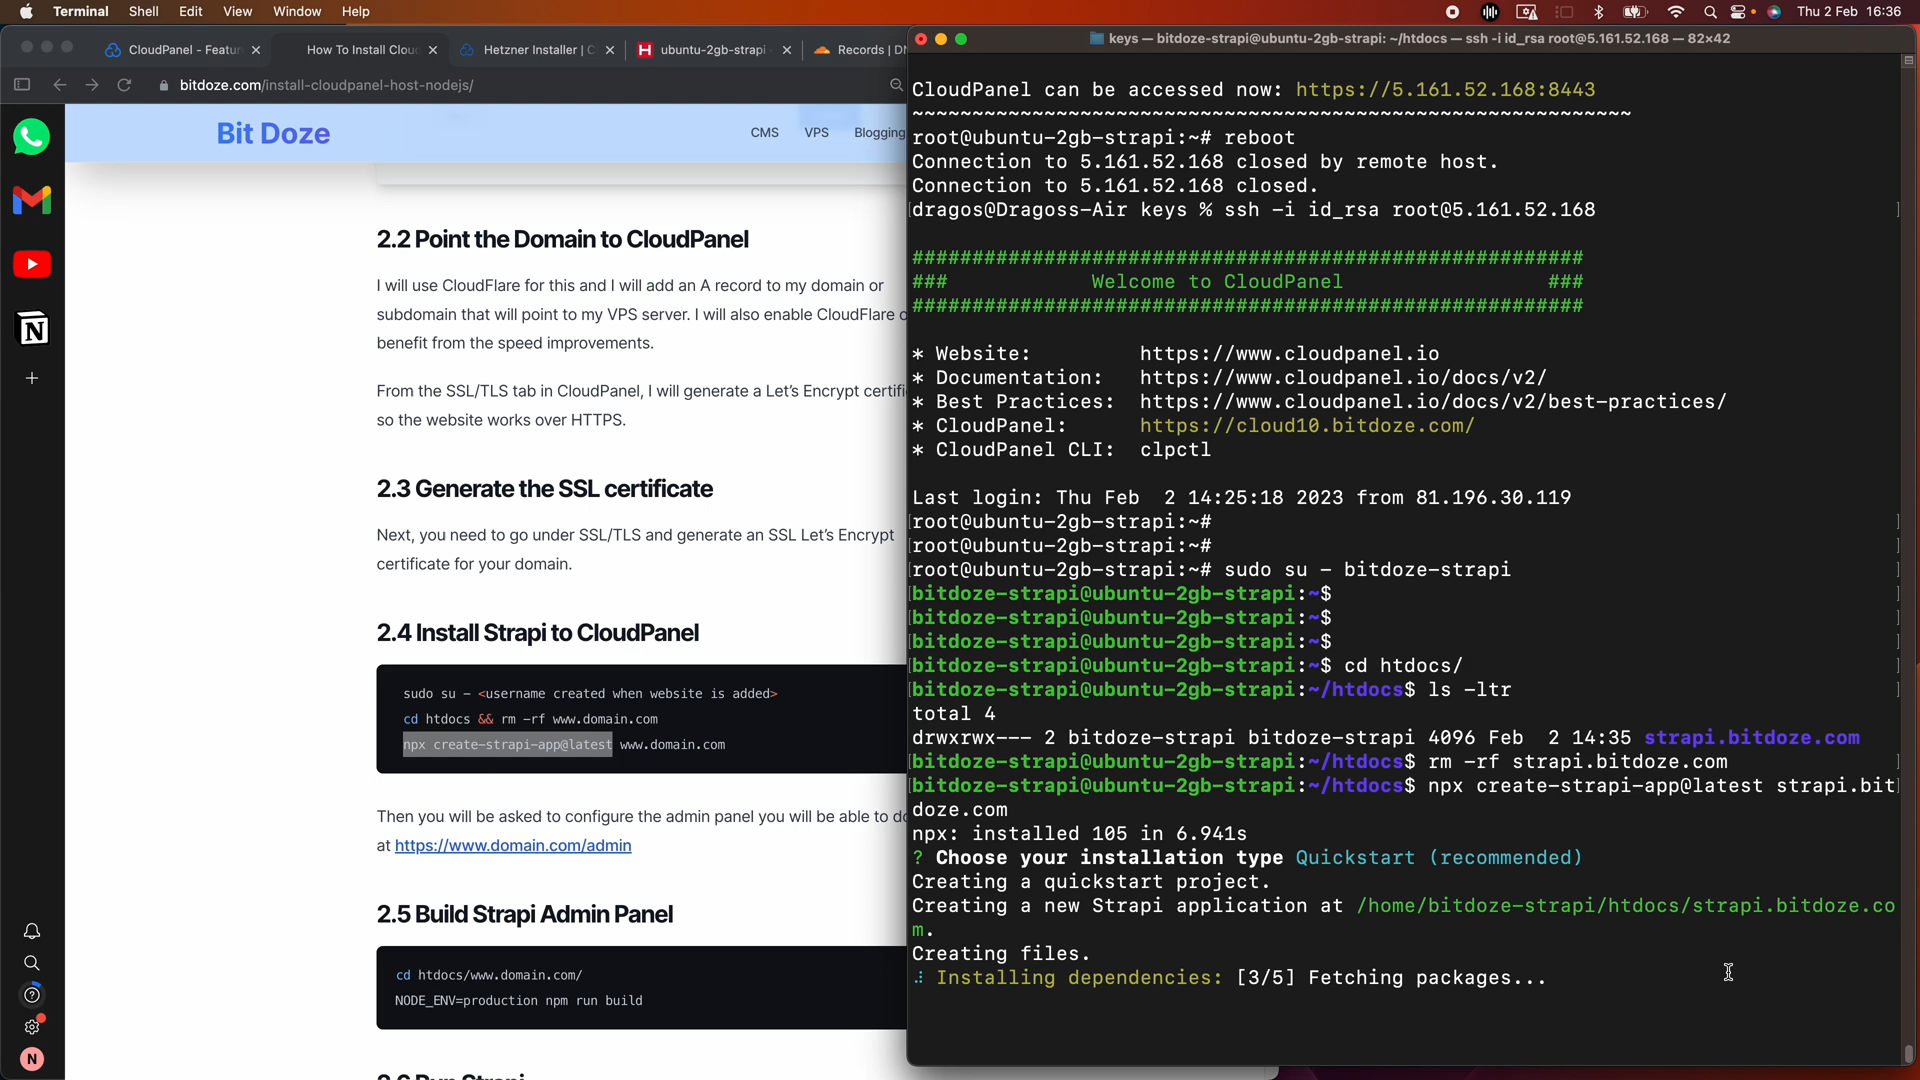 Terminal Shell Edit View Window Help
Thu 2 Feb 16:36
CloudPanel - Featur
How To Install Clou
Hetzner Installer | C
ubuntu-2gb-strapi
Records | DN
keys — bitdoze-strapi@ubuntu-2gb-strapi: ~/htdocs — ssh -i id_rsa root@5.161.52.168 — 82×42
bitdoze.com/install-cloudpanel-host-nodejs/
Bit Doze
CMS VPS Blogging
2.2 Point the Domain to CloudPanel
I will use CloudFlare for this and I will add an A record to my domain or
subdomain that will point to my VPS server. I will also enable CloudFlare
benefit from the speed improvements.
From the SSL/TLS tab in CloudPanel, I will generate a Let's Encrypt certifi
so the website works over HTTPS.
2.3 Generate the SSL certificate
Next, you need to go under SSL/TLS and generate an SSL Let's Encrypt
certificate for your domain.
2.4 Install Strapi to CloudPanel
sudo su - <username created when website is added>
cd htdocs && rm -rf www.domain.com
npx create-strapi-app@latest www.domain.com
Then you will be asked to configure the admin panel you will be able to do
at https://www.domain.com/admin
2.5 Build Strapi Admin Panel
cd htdocs/www.domain.com/
NODE_ENV=production npm run build
N
CloudPanel can be accessed now: https://5.161.52.168:8443
~~~~~~~~~~~~~~~~~~~~~~~~~~~~~~~~~~~~~~~~~~~~~~~~~~~~~~~~~~~~
root@ubuntu-2gb-strapi:~# reboot
Connection to 5.161.52.168 closed by remote host.
Connection to 5.161.52.168 closed.
dragos@Dragoss-Air keys % ssh -i id_rsa root@5.161.52.168
########################################################
### Welcome to CloudPanel ###
########################################################
* Website: https://www.cloudpanel.io
* Documentation: https://www.cloudpanel.io/docs/v2/
* Best Practices: https://www.cloudpanel.io/docs/v2/best-practices/
* CloudPanel: https://cloud10.bitdoze.com/
* CloudPanel CLI: clpctl
Last login: Thu Feb 2 14:25:18 2023 from 81.196.30.119
root@ubuntu-2gb-strapi:~#
root@ubuntu-2gb-strapi:~#
root@ubuntu-2gb-strapi:~# sudo su - bitdoze-strapi
bitdoze-strapi@ubuntu-2gb-strapi:~$
bitdoze-strapi@ubuntu-2gb-strapi:~$
bitdoze-strapi@ubuntu-2gb-strapi:~$
bitdoze-strapi@ubuntu-2gb-strapi:~$ cd htdocs/
bitdoze-strapi@ubuntu-2gb-strapi:~/htdocs$ ls -ltr
total 4
drwxrwx--- 2 bitdoze-strapi bitdoze-strapi 4096 Feb 2 14:35 strapi.bitdoze.com
bitdoze-strapi@ubuntu-2gb-strapi:~/htdocs$ rm -rf strapi.bitdoze.com
bitdoze-strapi@ubuntu-2gb-strapi:~/htdocs$ npx create-strapi-app@latest strapi.bit
doze.com
npx: installed 105 in 6.941s
? Choose your installation type Quickstart (recommended)
Creating a quickstart project.
Creating a new Strapi application at /home/bitdoze-strapi/htdocs/strapi.bitdoze.co
m.
Creating files.
Installing dependencies: [3/5] Fetching packages...